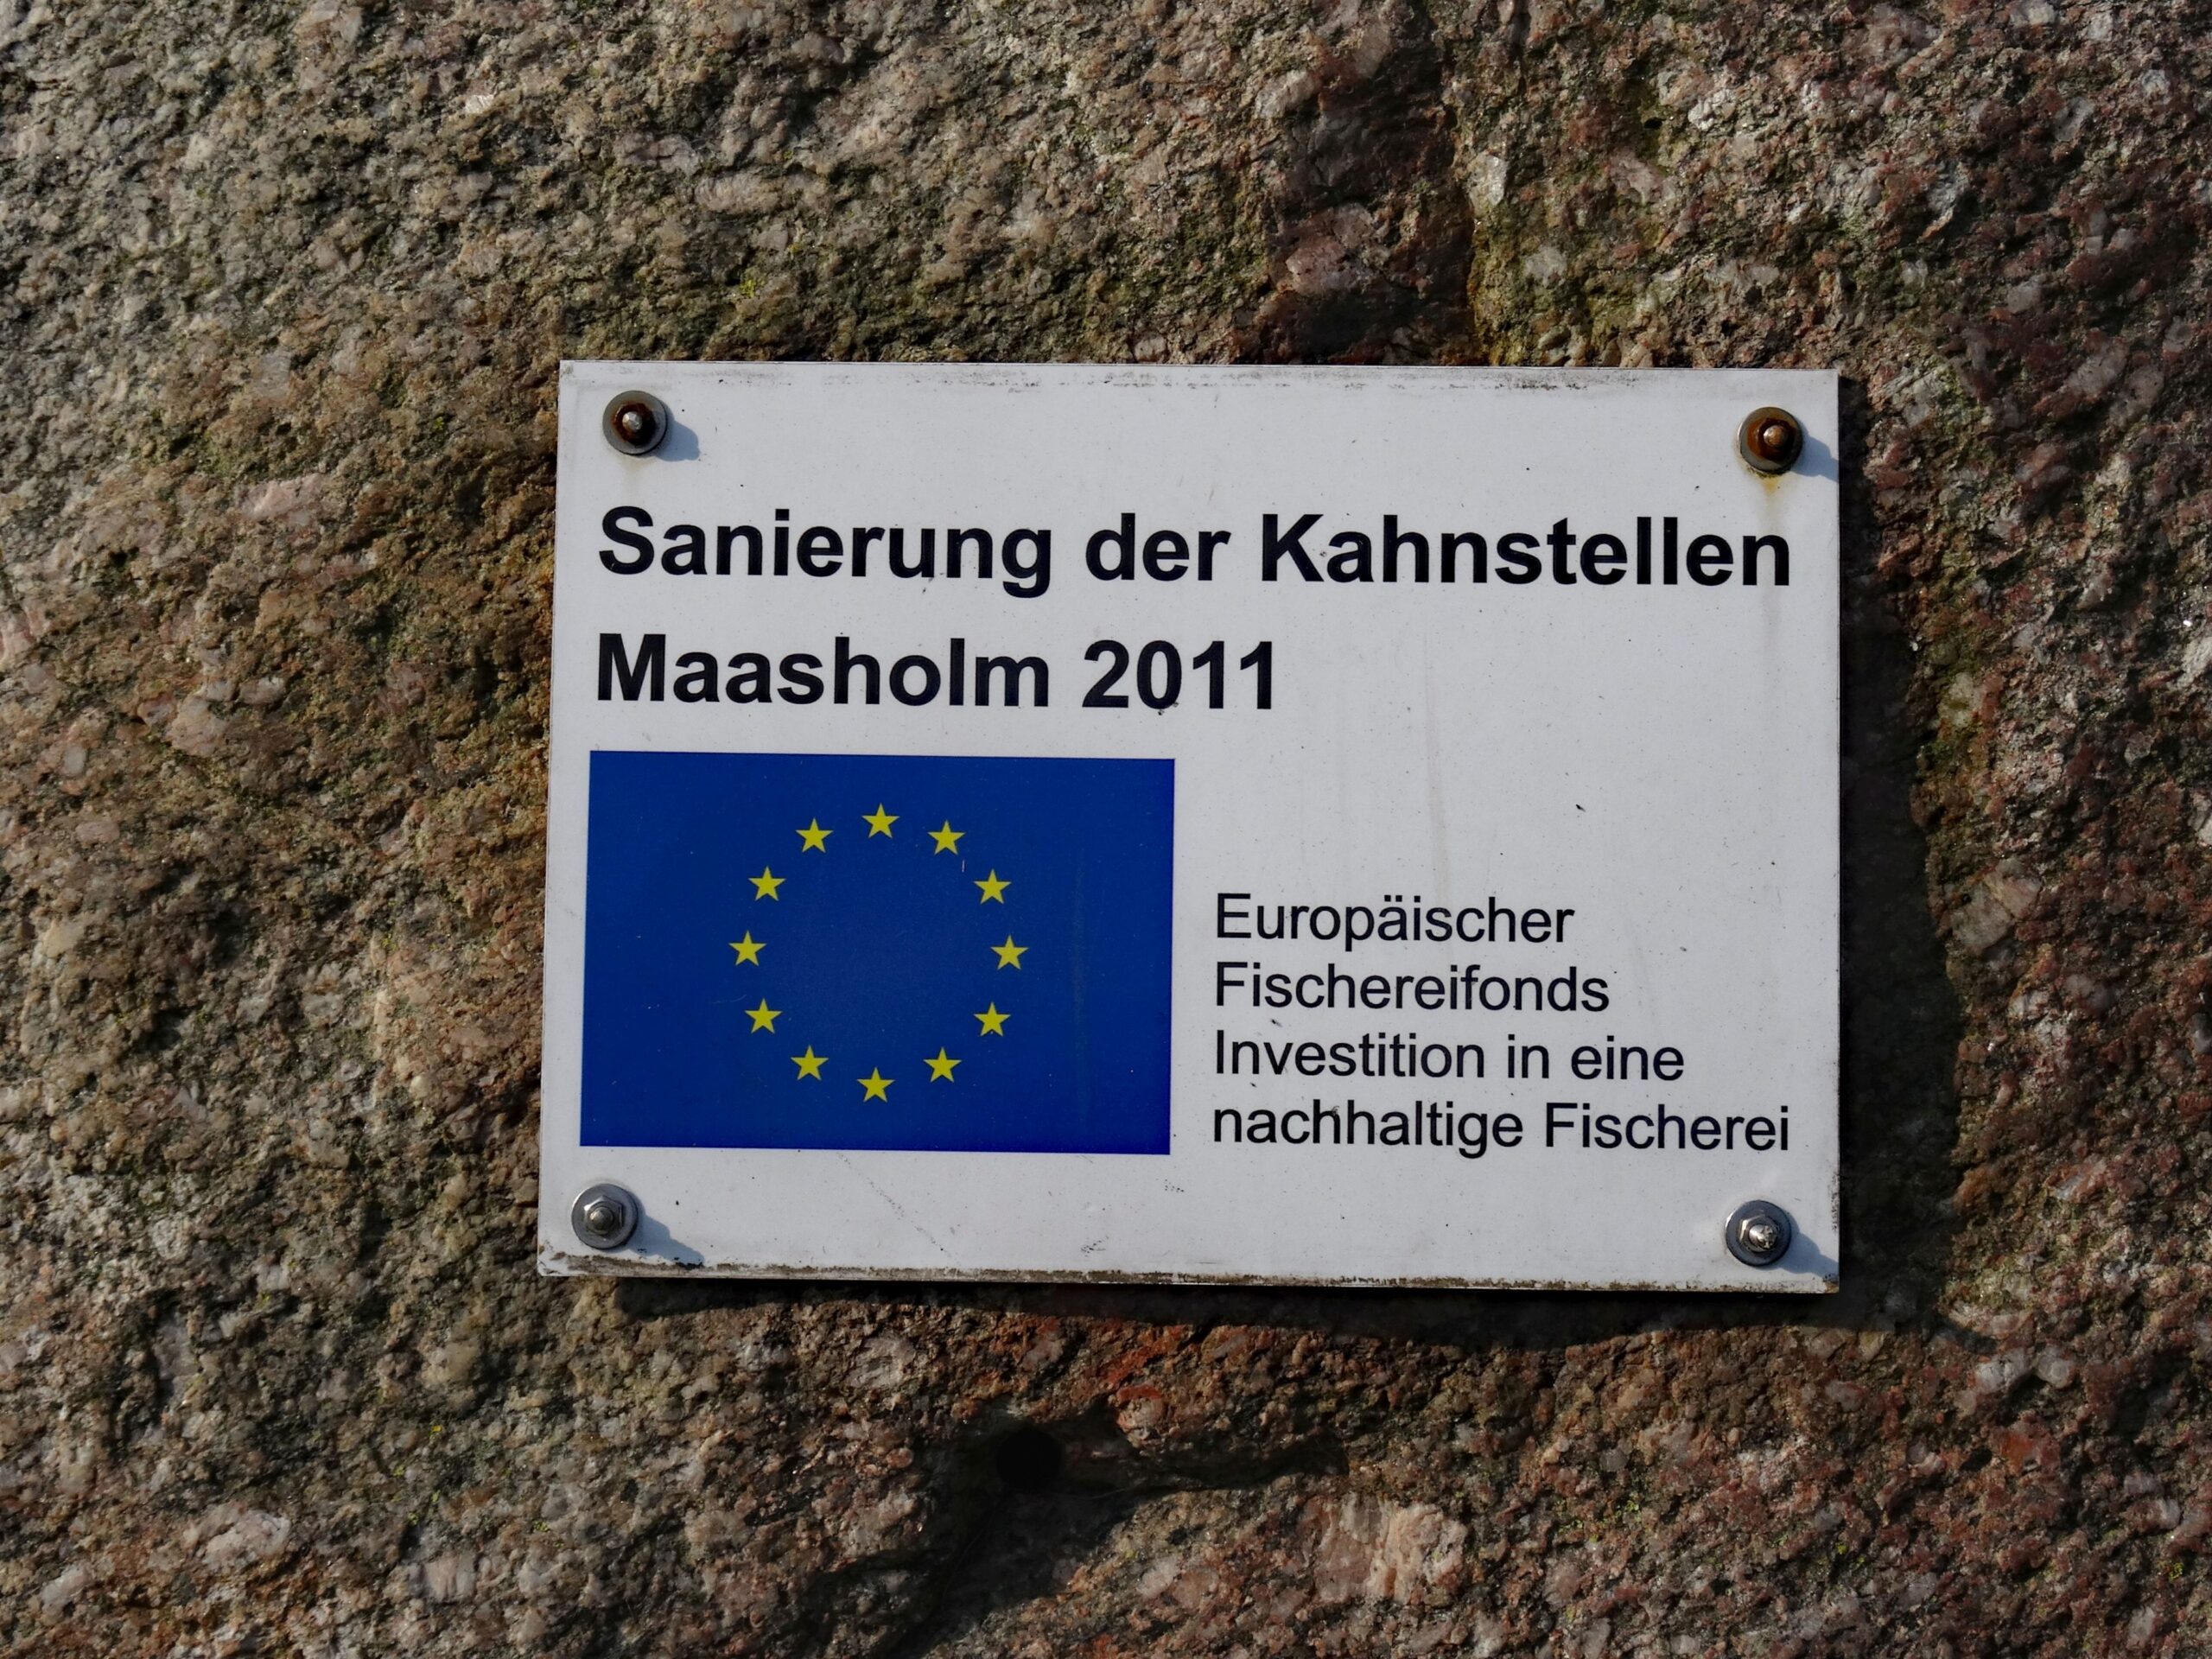 Sanierung der Kahnstellen
Maasholm 2011
Europäischer
Fischereifonds
Investition in eine
nachhaltige Fischerei